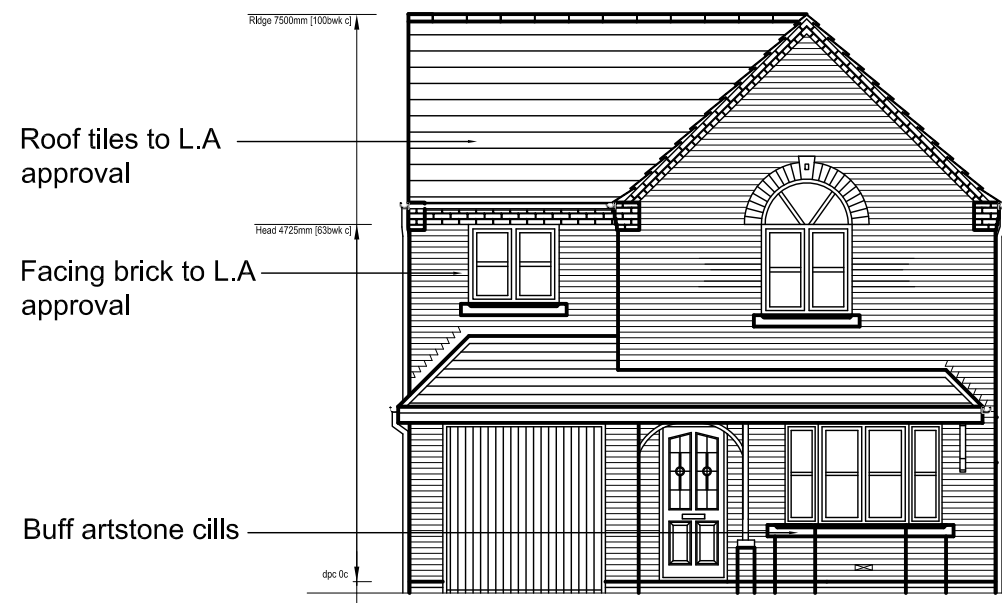 RIdge 7500mm [100bwk c]
Roof tiles to L.A
approval
Head 4725mm [63bwk c]
Facing brick to L.A
approval
Buff artstone cills
dpc 0c